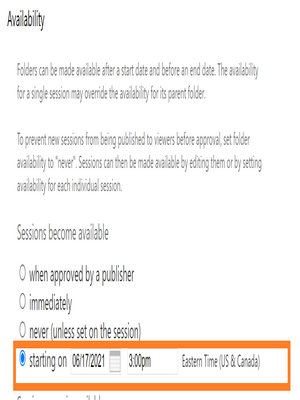 Availability
Folders can be made available after a start date and before an end date. The availability
for a single session may override the availability for its parent folder.
To prevent new sessions from being published to viewers before approval, set folder
availability to "never". Sessions can then be made available by editing them or by setting
availability for each individual session.
Sessions become available
when approved by a publisher
immediately
never (unless set on the session)
starting on 06/17/2021 3:00pm Eastern Time (US & Canada)